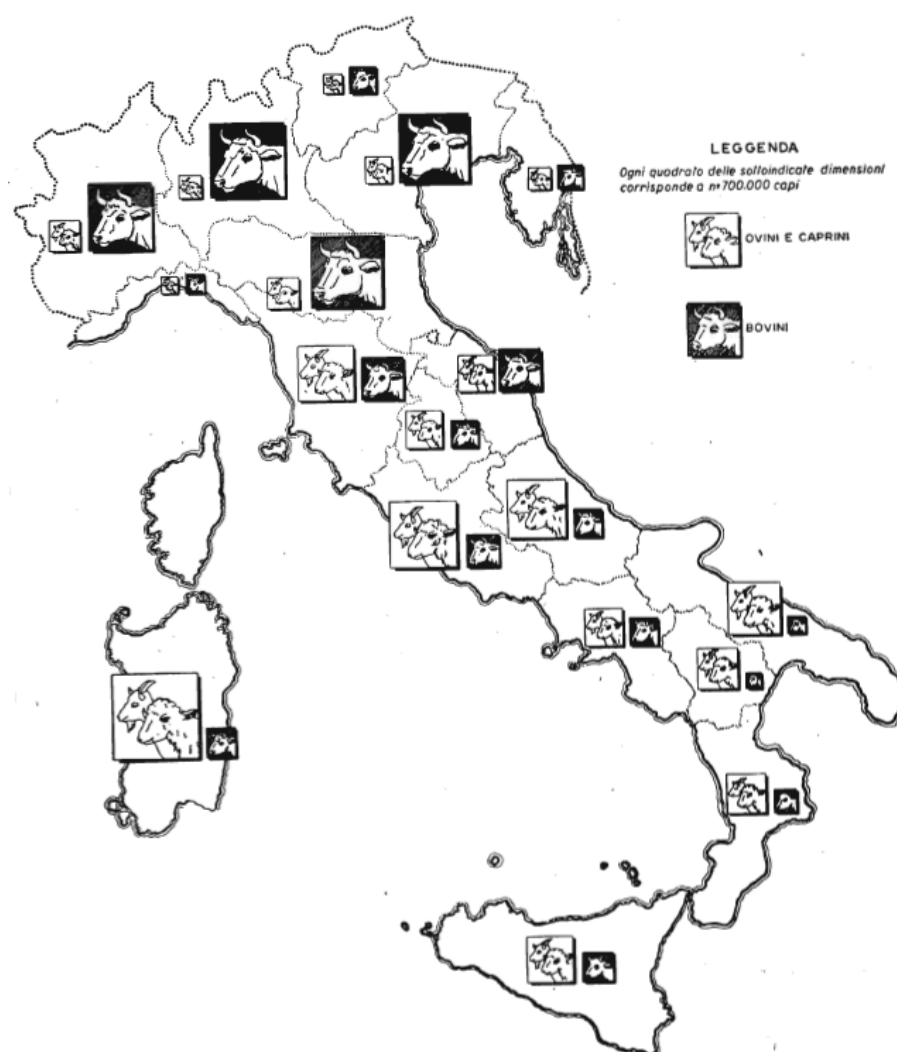 LEGGENDA
Ogni quadrato delle sottoindicate dimensioni
corrisponde a n° 700.000 capi
OVINI E CAPRINI
BOVINI